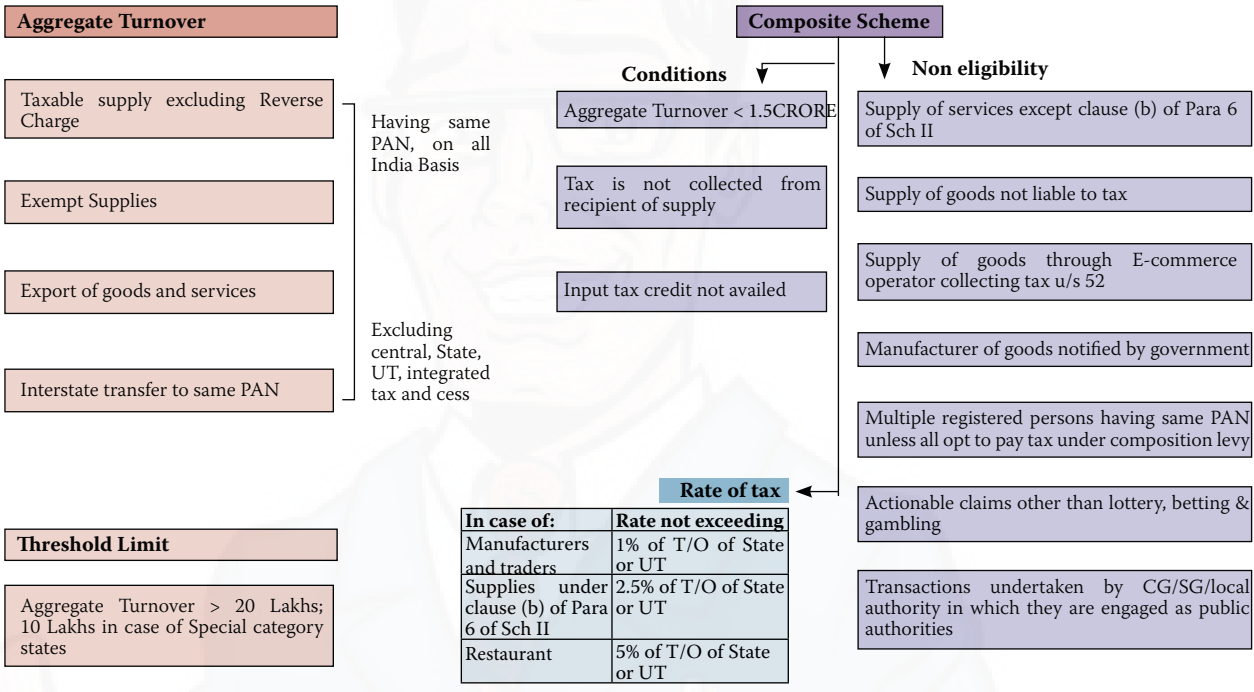 Aggregate Turnover
Taxable supply excluding Reverse
Charge
Exempt Supplies
Export of goods and services
Interstate transfer to same PAN
Having same
PAN, on all
India Basis
Excluding
central, State,
UT, integrated
tax and cess
Threshold Limit
Aggregate Turnover > 20 Lakhs;
10 Lakhs in case of Special category
states
Composite Scheme
Conditions
Aggregate Turnover < 1.5CRORE
Tax is not collected from
recipient of supply
Input tax credit not availed
Non eligibility
Supply of services except clause (b) of Para 6
of Sch II
Supply of goods not liable to tax
Supply of goods through E-commerce
operator collecting tax u/s 52
Manufacturer of goods notified by government
Multiple registered persons having same PAN
unless all opt to pay tax under composition levy
Actionable claims other than lottery, betting &
gambling
Transactions undertaken by CG/SG/local
authority in which they are engaged as public
authorities
Rate of tax
In case of: Rate not exceeding
Manufacturers 1% of T/O of State
and traders or UT
Supplies under 2.5% of T/O of State
clause (b) of Para or UT
6 of Sch II
Restaurant 5% of T/O of State
or UT